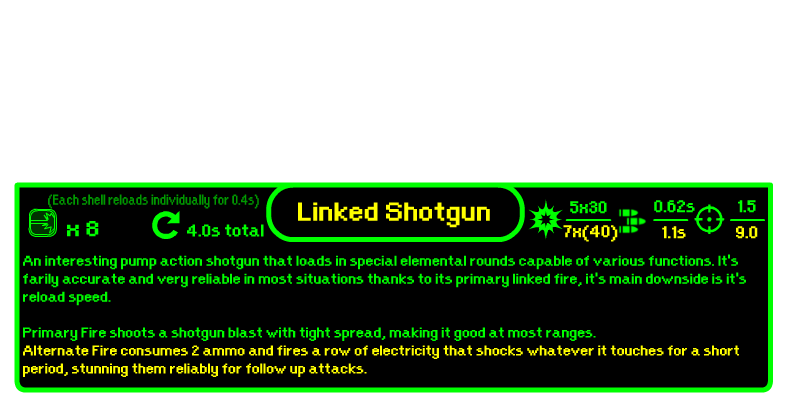 (Each shell reloads individually for 0.4s)
x 8
4.0s total
Linked Shotgun
5x30
7x(40)
0.62s
1.1s
1.5
9.0
An interesting pump action shotgun that loads in special elemental rounds capable of various functions. It's
farily accurate and very reliable in most situations thanks to its primary linked fire, it's main downside is it's
reload speed.
Primary Fire shoots a shotgun blast with tight spread, making it good at most ranges.
Alternate Fire consumes 2 ammo and fires a row of electricity that shocks whatever it touches for a short
period, stunning them reliably for follow up attacks.